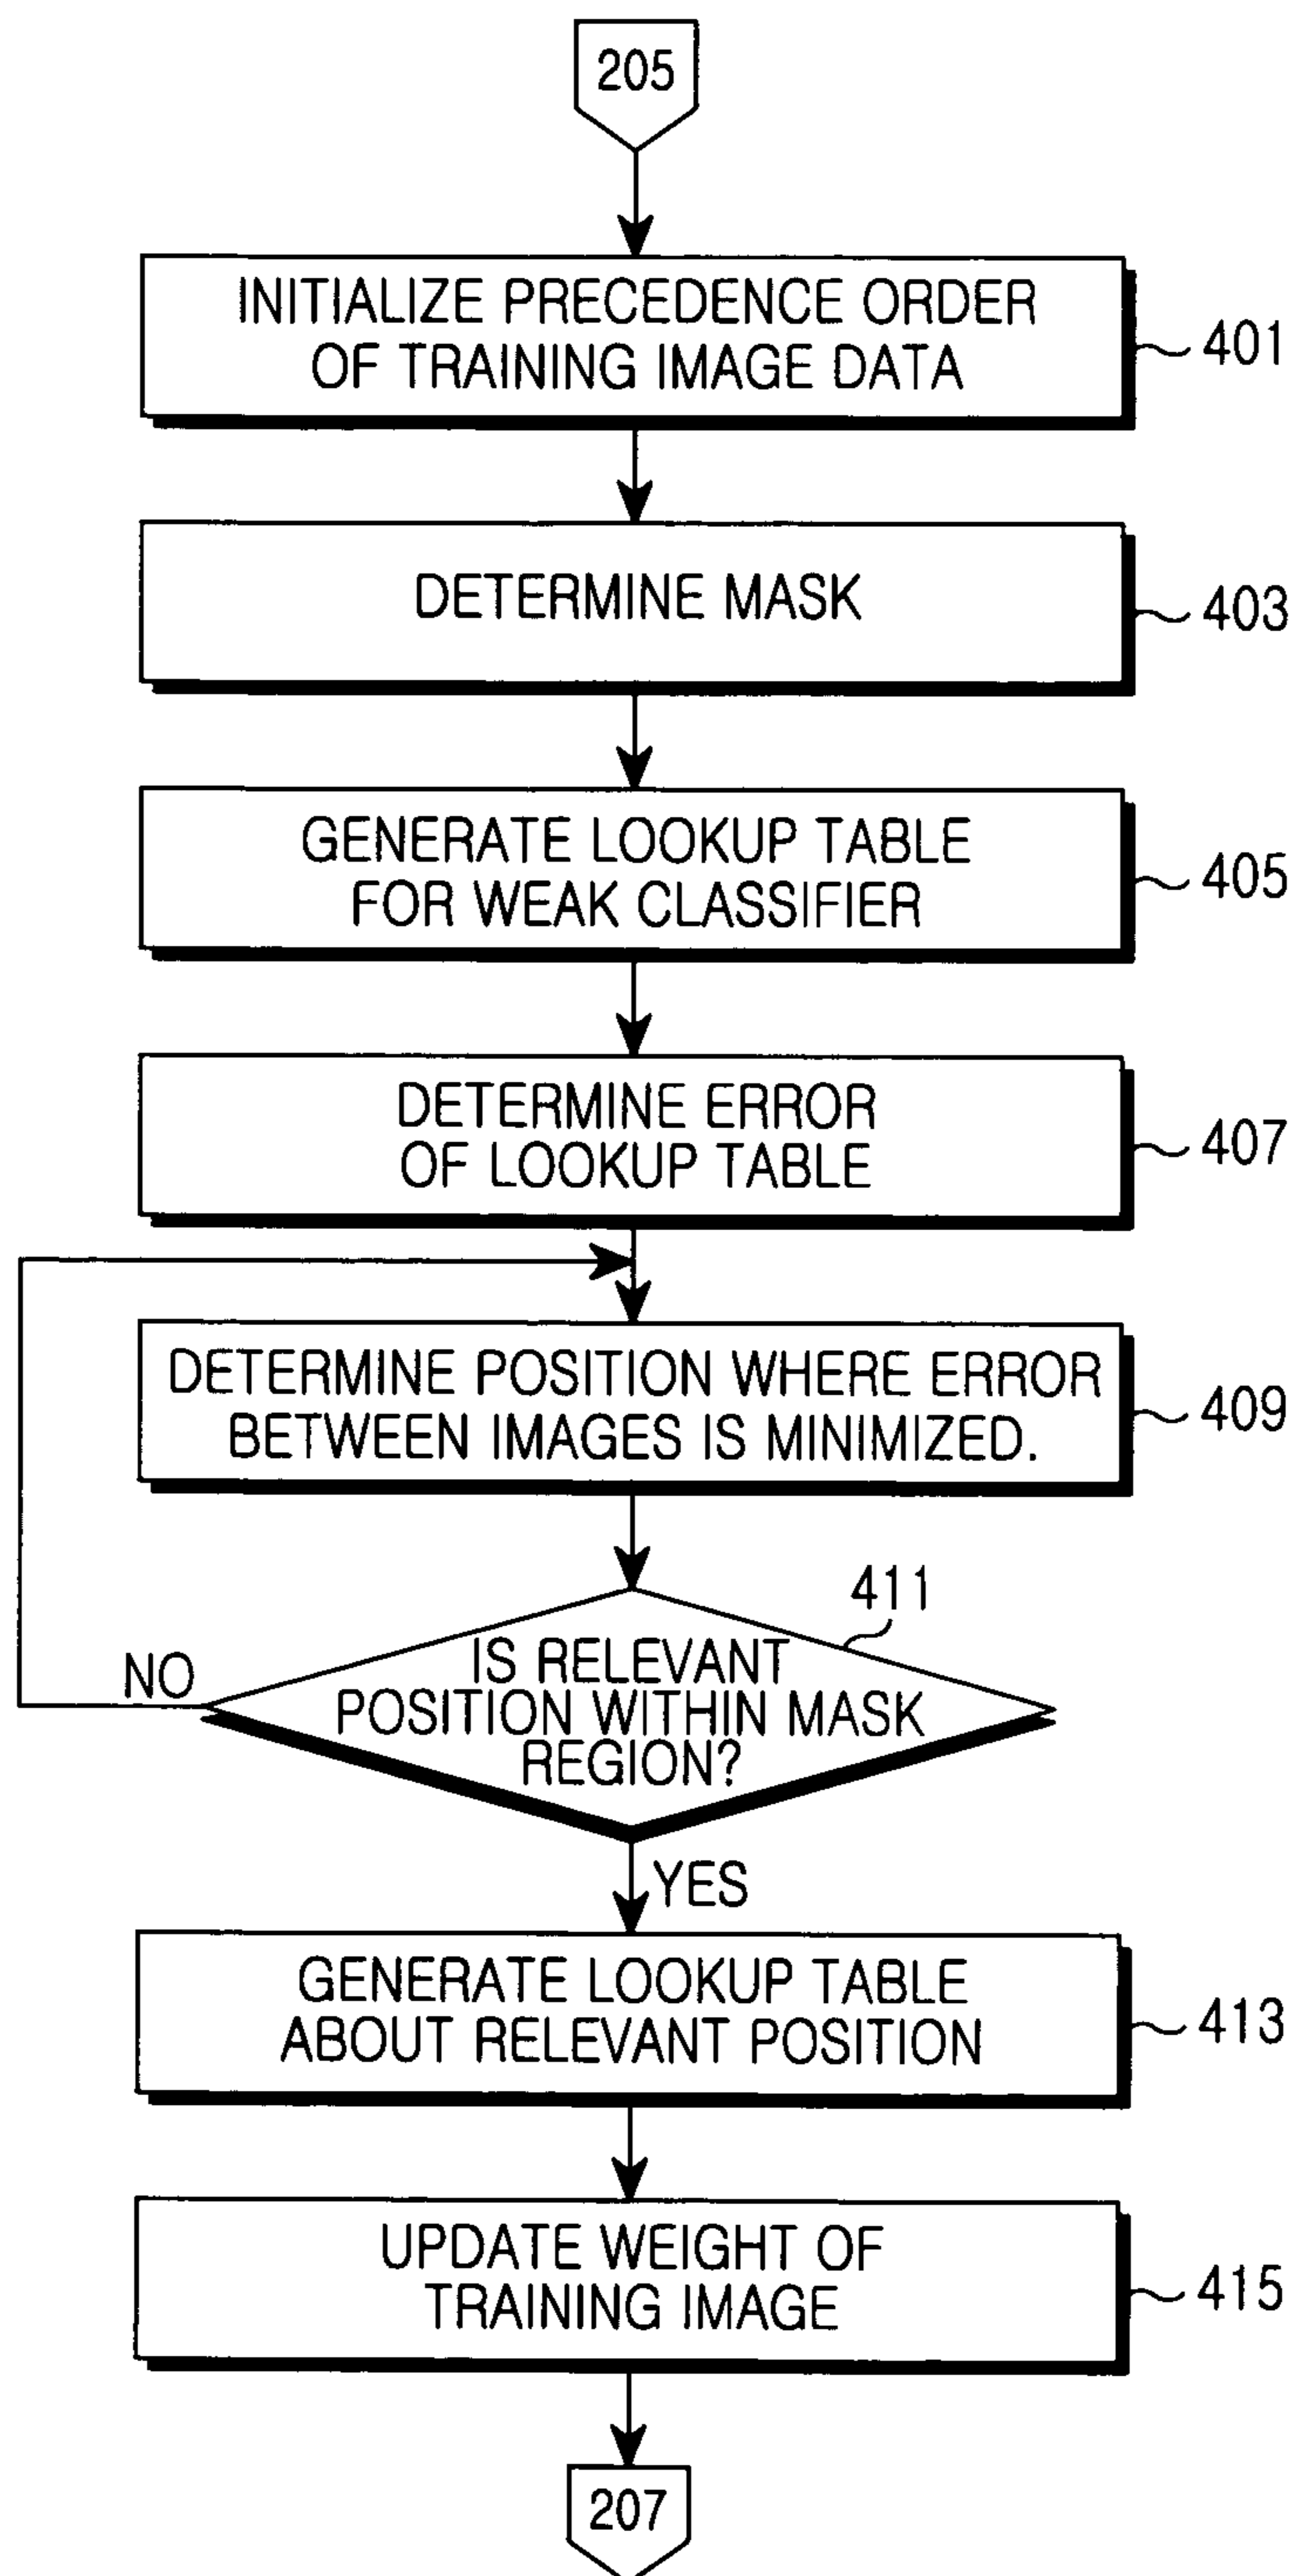 205
INITIALIZE PRECEDENCE ORDER
OF TRAINING IMAGE DATA
401
DETERMINE MASK
403
GENERATE LOOKUP TABLE
FOR WEAK CLASSIFIER
405
DETERMINE ERROR
OF LOOKUP TABLE
407
DETERMINE POSITION WHERE ERROR
BETWEEN IMAGES IS MINIMIZED.
409
411
IS RELEVANT
POSITION WITHIN MASK
REGION?
NO
YES
GENERATE LOOKUP TABLE
ABOUT RELEVANT POSITION
413
UPDATE WEIGHT OF
TRAINING IMAGE
415
207